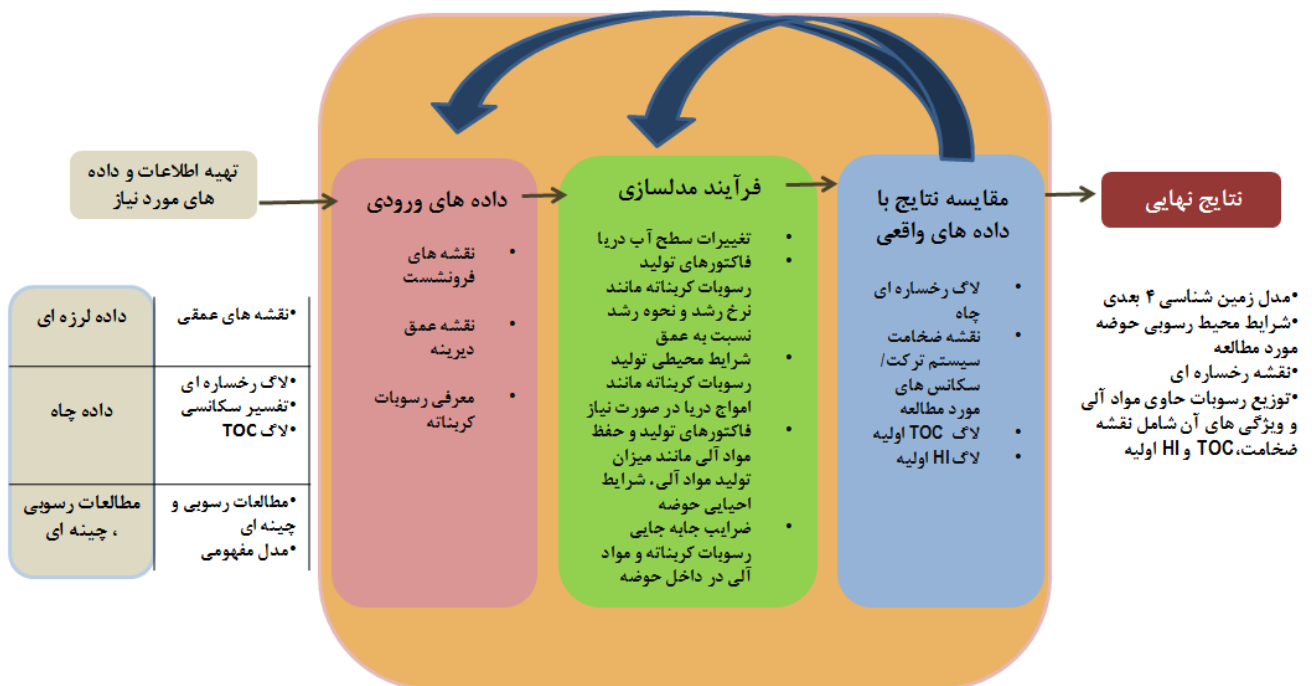 تهیه اطلاعات و داده
های مورد نیاز
داده لرزه ای
•نقشه های عمقی
داده چاه
•لاگ رخساره ای
•تفسیر سکانسی
•لاگ TOC
مطالعات رسوبی
، چینه ای
•مطالعات رسوبی و
چینه ای
•مدل مفهومی
داده های ورودی
• نقشه های
فرونشست
• نقشه عمق
دیرینه
• معرفی رسوبات
کربناته
فرآیند مدلسازی
• تغییرات سطح آب دریا
• فاکتورهای تولید
رسوبات کربناته مانند
نرخ رشد و نحوه رشد
نسبت به عمق
• شرایط محیطی تولید
رسوبات کربناته مانند
امواج دریا در صورت نیاز
• فاکتورهای تولید و حفظ
مواد آلی مانند میزان
تولید مواد آلی، شرایط
احیایی حوضه
• ضرایب جابه جایی
رسوبات کربناته و مواد
آلی در داخل حوضه
مقایسه نتایج با
داده های واقعی
• لاگ رخساره ای
چاه
• نقشه ضخامت
سیستم ترکت/
سکانس های
مورد مطالعه
• لاگ TOC اولیه
• لاگ HI اولیه
نتایج نهایی
•مدل زمین شناسی ۴ بعدی
•شرایط محیط رسوبی حوضه
مورد مطالعه
•نقشه رخساره ای
•توزیع رسوبات حاوی مواد آلی
و ویژگی های آن شامل نقشه
ضخامت،TOC و HI اولیه